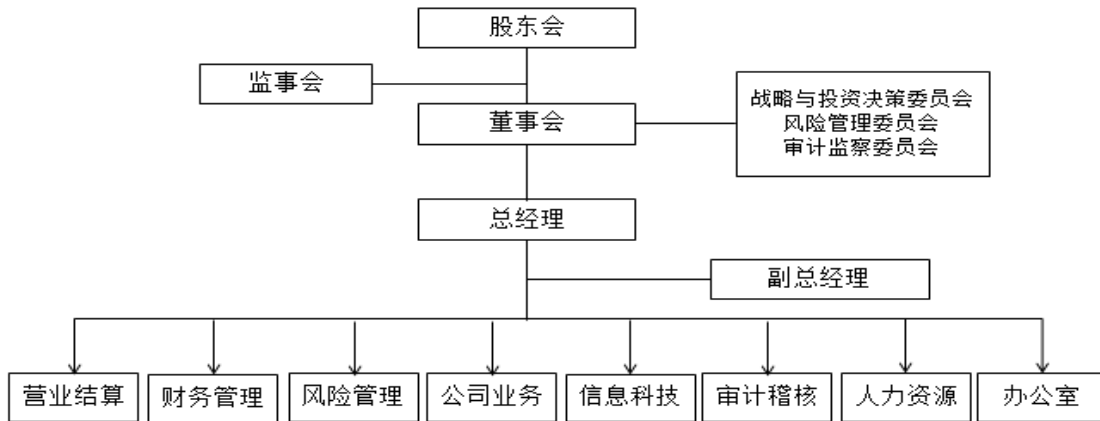 股东会
监事会
董事会
战略与投资决策委员会
风险管理委员会
审计监察委员会
总经理
副总经理
营业结算
财务管理
风险管理
公司业务
信息科技
审计稽核
人力资源
办公室